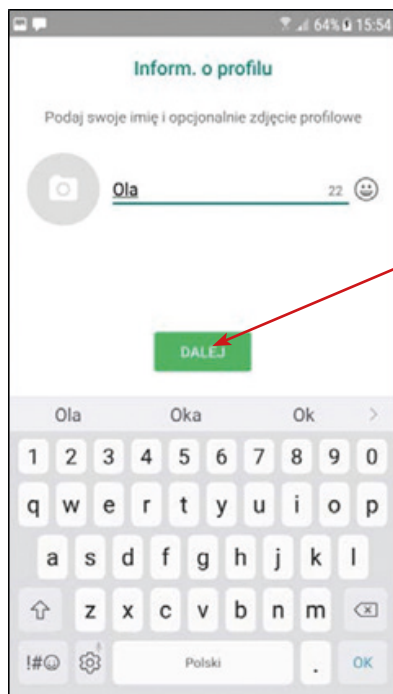 64% 15:54
Inform. o profilu
Podaj swoje imię i opcjonalnie zdjęcie profilowe
Ola 22
DALEJ
Ola Oka Ok
1 2 3 4 5 6 7 8 9 0
q w e r t y u i o p
a s d f g h j k l
z x c v b n m
!#☺ Polski . OK